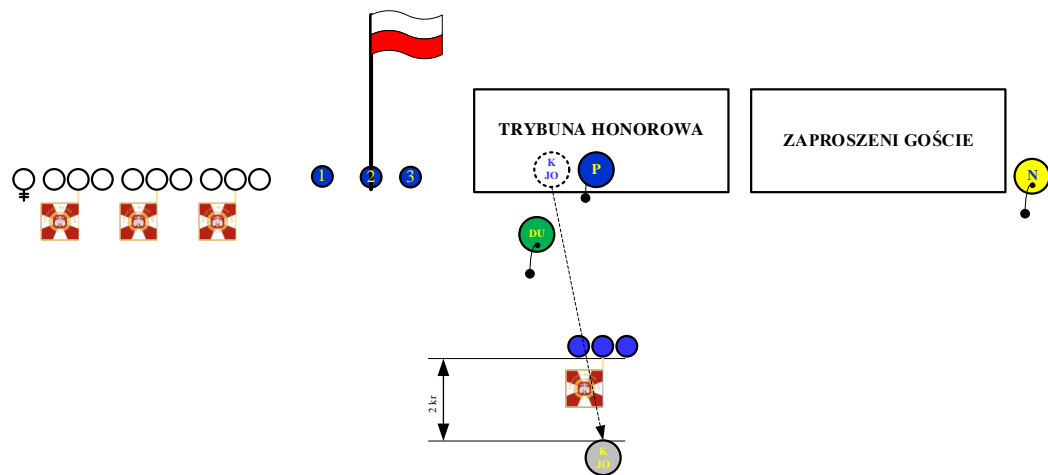 TRYBUNA HONOROWA
ZAPROSZENI GOŚCIE
K
JO
P
N
1
2
3
DU
2 kr
K
JO